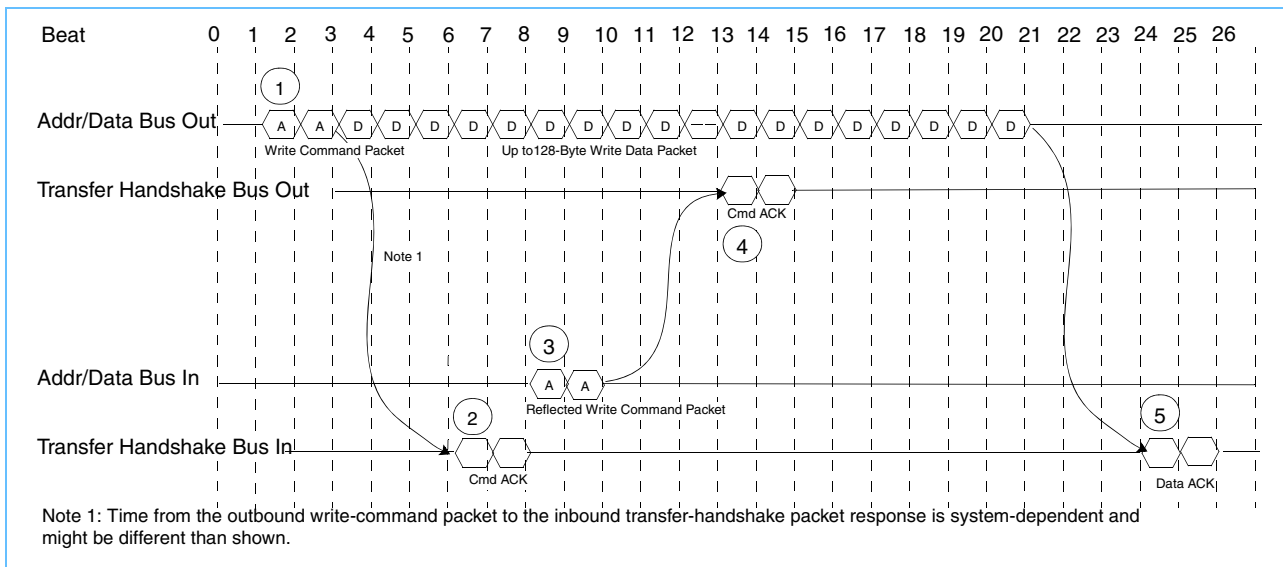 Beat 0 1 2 3 4 5 6 7 8 9 10 11 12 13 14 15 16 17 18 19 20 21 22 23 24 25 26
1
Addr/Data Bus Out A A D D D D D D D D D D D D D D D D D
Write Command Packet Up to128-Byte Write Data Packet
Transfer Handshake Bus Out
Cmd ACK
4
Note 1
3
Addr/Data Bus In A A
Reflected Write Command Packet
2 5
Transfer Handshake Bus In
Cmd ACK Data ACK
Note 1: Time from the outbound write-command packet to the inbound transfer-handshake packet response is system-dependent and
might be different than shown.